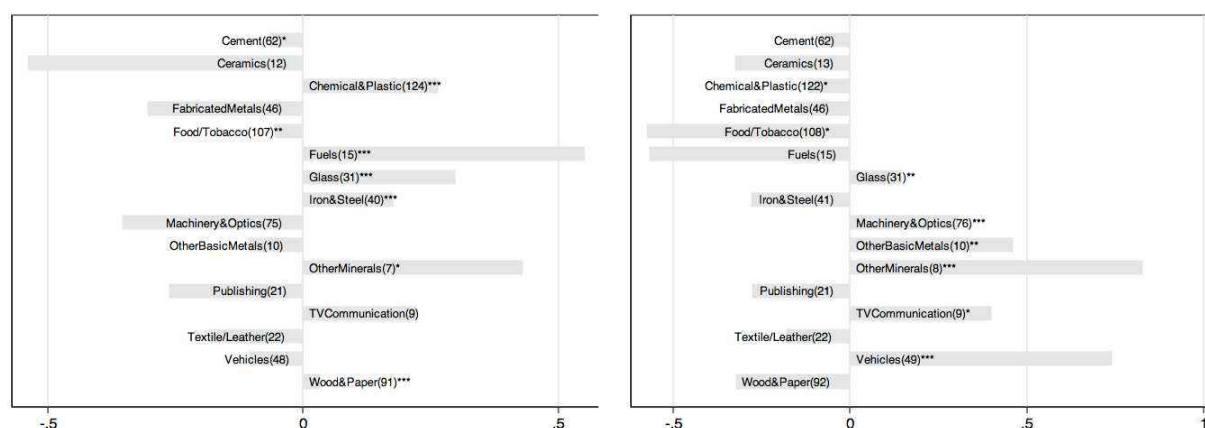 Cement(62)*
Ceramics(12)
Chemical&Plastic(124)***
FabricatedMetals(46)
Food/Tobacco(107)**
Fuels(15)***
Glass(31)***
Iron&Steel(40)***
Machinery&Optics(75)
OtherBasicMetals(10)
OtherMinerals(7)*
Publishing(21)
TVCommunication(9)
Textile/Leather(22)
Vehicles(48)
Wood&Paper(91)***
-.5 0 .5
Cement(62)
Ceramics(13)
Chemical&Plastic(122)*
FabricatedMetals(46)
Food/Tobacco(108)*
Fuels(15)
Glass(31)**
Iron&Steel(41)
Machinery&Optics(76)***
OtherBasicMetals(10)**
OtherMinerals(8)***
Publishing(21)
TVCommunication(9)*
Textile/Leather(22)
Vehicles(49)***
Wood&Paper(92)
-.5 0 .5 1